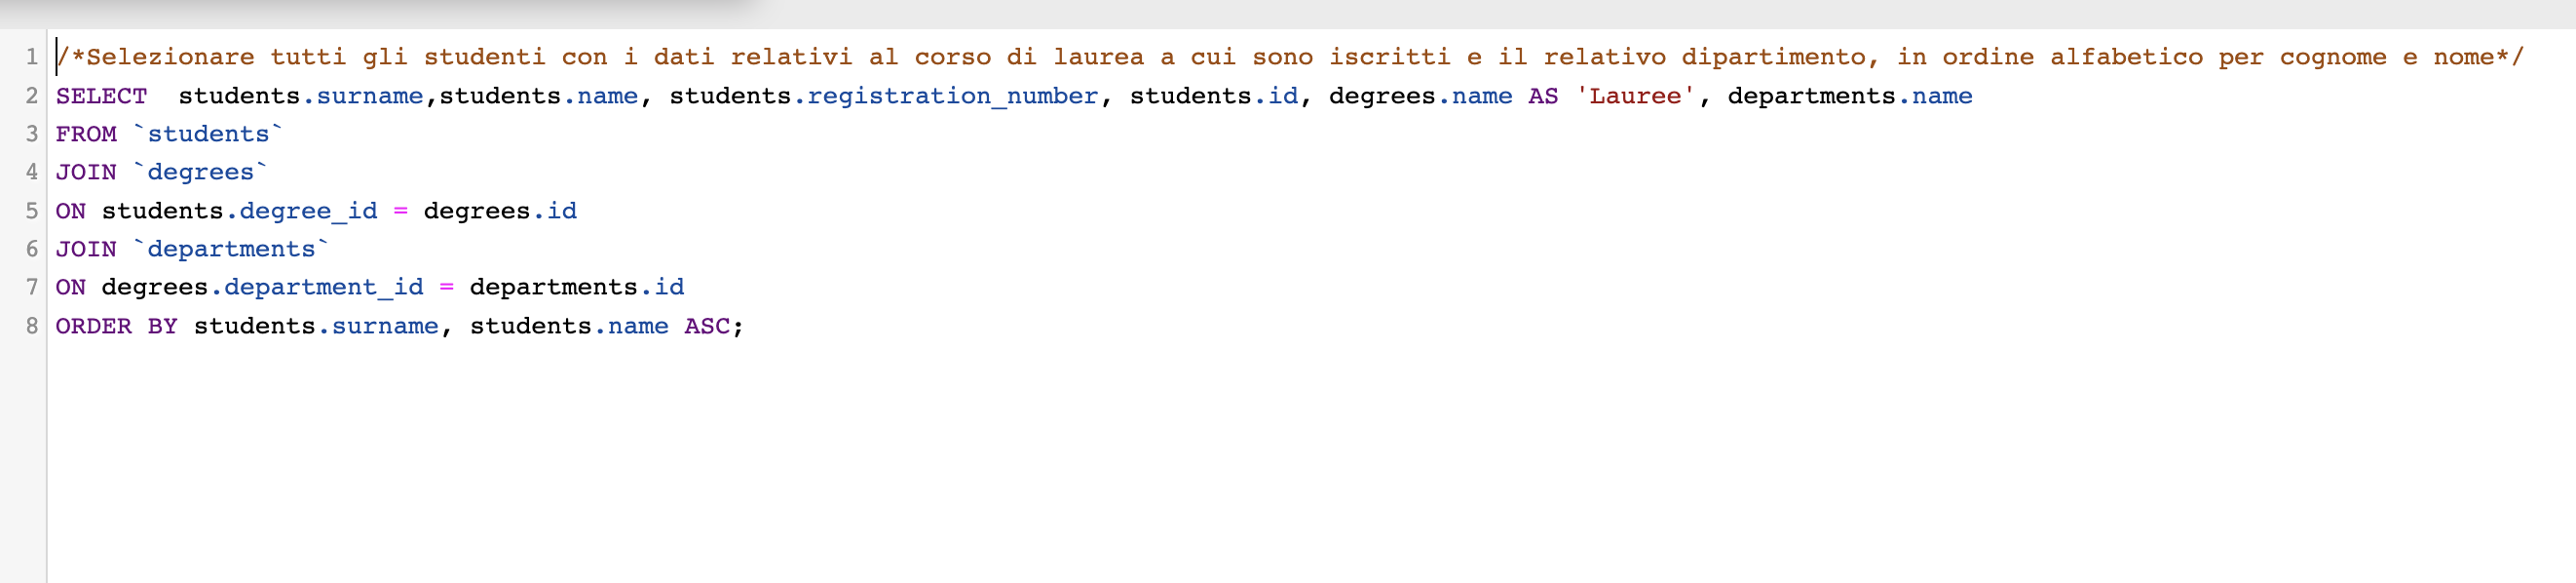 1 /*Selezionare tutti gli studenti con i dati relativi al corso di laurea a cui sono iscritti e il relativo dipartimento, in ordine alfabetico per cognome e nome*/
2 SELECT  students.surname,students.name, students.registration_number, students.id, degrees.name AS 'Lauree', departments.name
3 FROM `students`
4 JOIN `degrees`
5 ON students.degree_id = degrees.id
6 JOIN `departments`
7 ON degrees.department_id = departments.id
8 ORDER BY students.surname, students.name ASC;